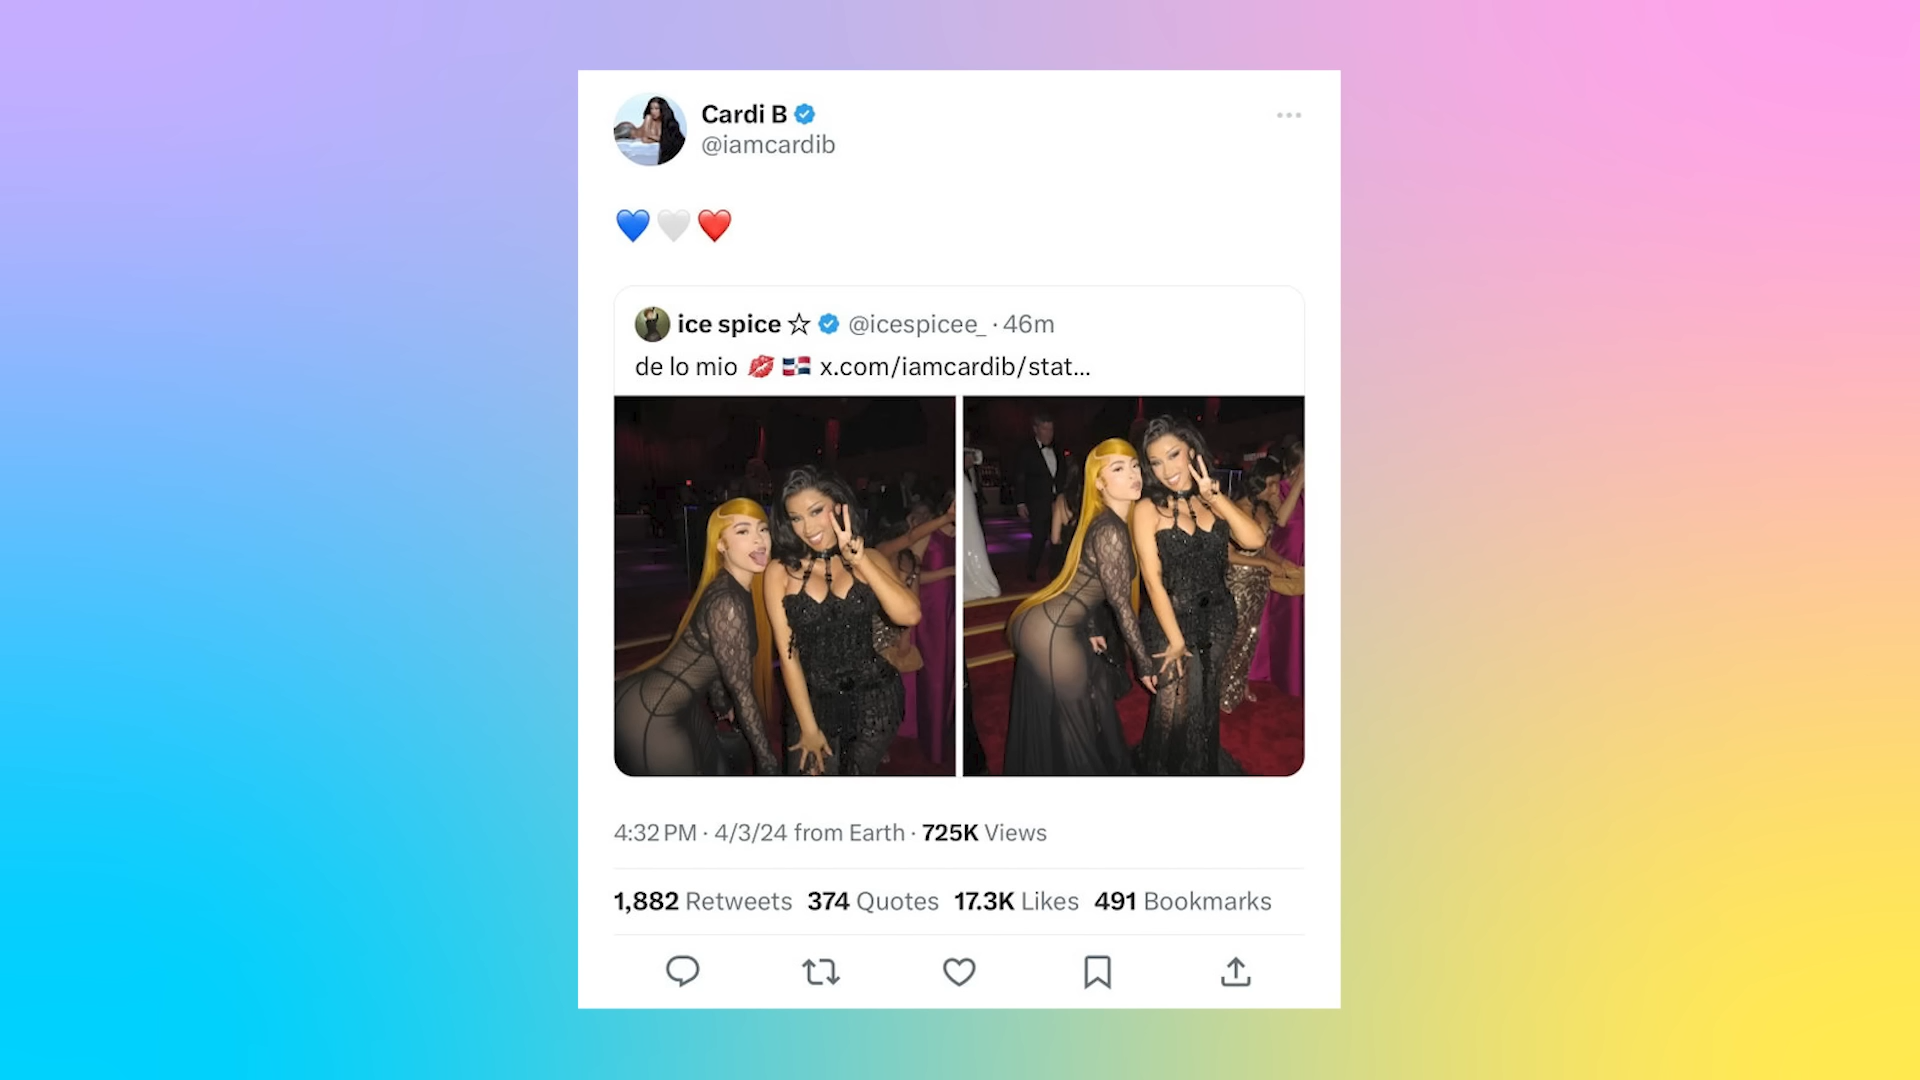 Cardi B
@iamcardib
💙🤍❤️
ice spice ☆ @icespicee_ · 46m
de lo mio 💋 🇩🇴 x.com/iamcardib/stat...
4:32 PM · 4/3/24 from Earth · 725K Views
1,882 Retweets 374 Quotes 17.3K Likes 491 Bookmarks